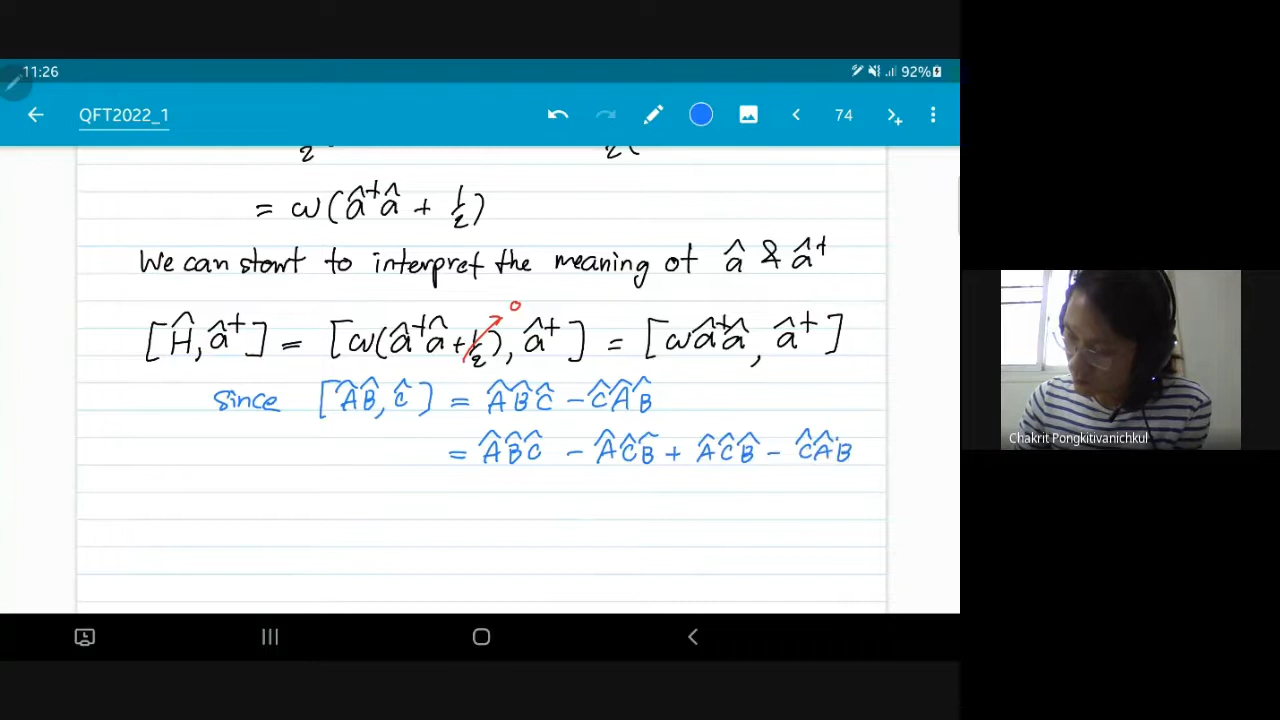 11:26
92%
QFT2022_1
74
= ω(â†â + 1/2)
We can start to interpret the meaning of â & â†
[Ĥ, â†] = [ω(â†â + 1/2), â†] = [ωâ†â, â†]
0
Since [ÂB̂, Ĉ] = ÂB̂Ĉ - ĈÂB̂
= ÂB̂Ĉ - ÂĈB̂ + ÂĈB̂ - ĈÂB
Chakrit Pongkitivanichkul